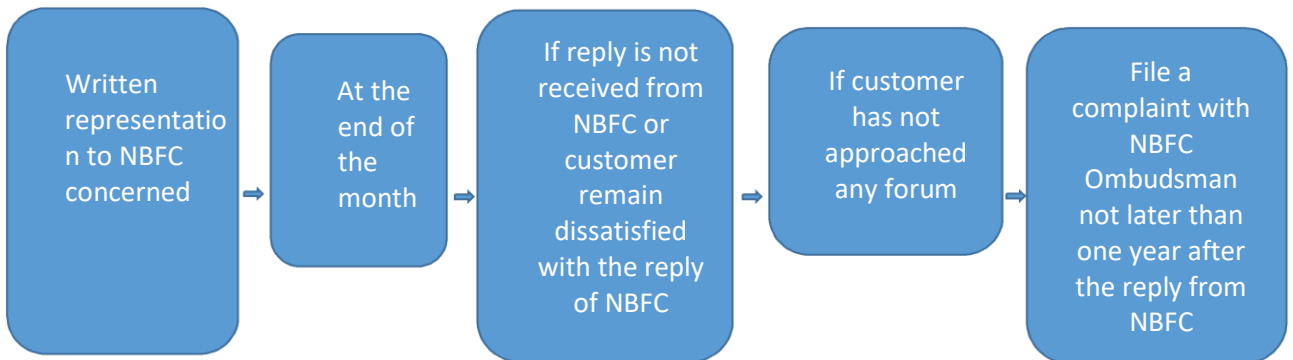 Written
representatio
n to NBFC
concerned
At the
end of
the
month
If reply is not
received from
NBFC or
customer
remain
dissatisfied
with the reply
of NBFC
If customer
has not
approached
any forum
File a
complaint with
NBFC
Ombudsman
not later than
one year after
the reply from
NBFC